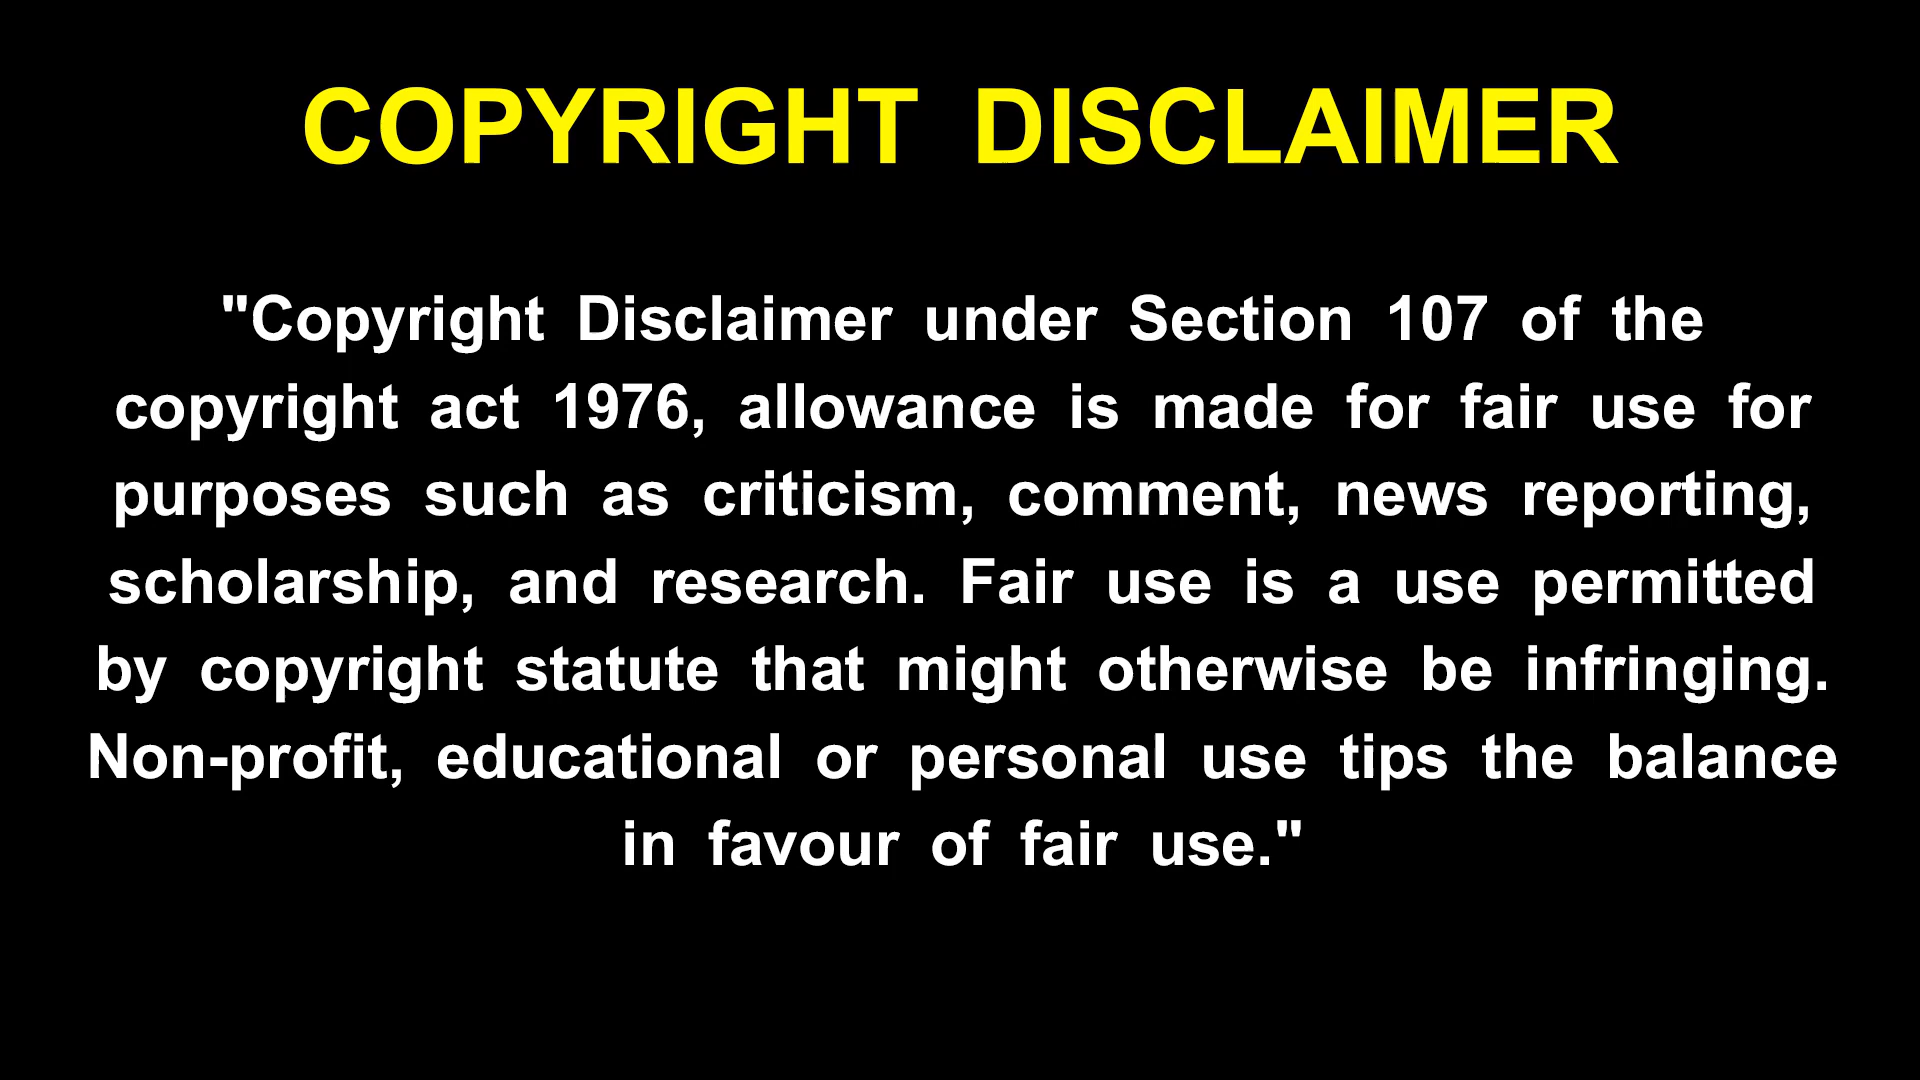 COPYRIGHT DISCLAIMER
"Copyright Disclaimer under Section 107 of the
copyright act 1976, allowance is made for fair use for
purposes such as criticism, comment, news reporting,
scholarship, and research. Fair use is a use permitted
by copyright statute that might otherwise be infringing.
Non-profit, educational or personal use tips the balance
in favour of fair use."